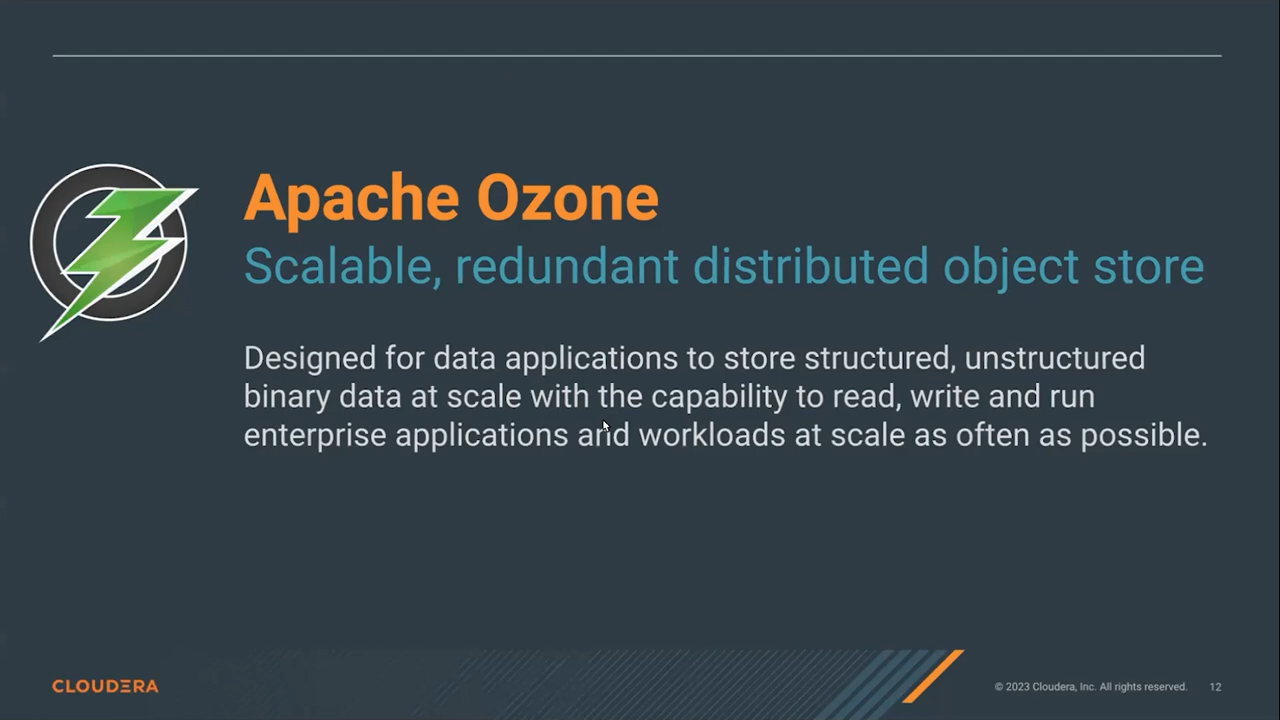 Apache Ozone
Scalable, redundant distributed object store
Designed for data applications to store structured, unstructured
binary data at scale with the capability to read, write and run
enterprise applications and workloads at scale as often as possible.
CLOUDERA
© 2023 Cloudera, Inc. All rights reserved.
12